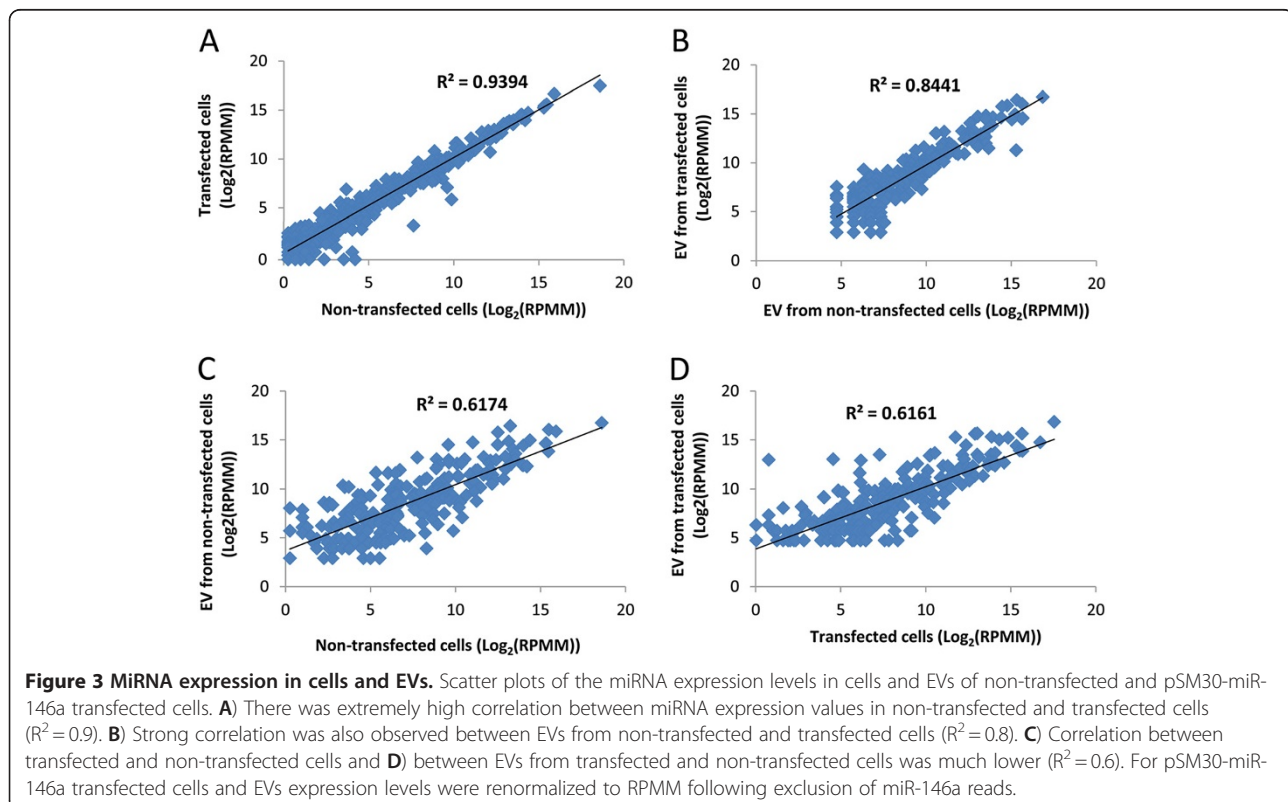 A
R² = 0.9394
Transfected cells
(Log2(RPMM))
20
15
10
5
0
0 5 10 15 20
Non-transfected cells (Log₂(RPMM))
B
R² = 0.8441
EV from transfected cells
(Log2(RPMM))
20
15
10
5
0
0 5 10 15 20
EV from non-transfected cells (Log₂(RPMM))
C
R² = 0.6174
EV from non-transfected cells
(Log2(RPMM))
20
15
10
5
0
0 5 10 15 20
Non-transfected cells (Log₂(RPMM))
D
R² = 0.6161
EV from transfected cells
(Log2(RPMM))
20
15
10
5
0
0 5 10 15 20
Transfected cells (Log₂(RPMM))
Figure 3 MiRNA expression in cells and EVs. Scatter plots of the miRNA expression levels in cells and EVs of non-transfected and pSM30-miR-
146a transfected cells. A) There was extremely high correlation between miRNA expression values in non-transfected and transfected cells
(R² = 0.9). B) Strong correlation was also observed between EVs from non-transfected and transfected cells (R² = 0.8). C) Correlation between
transfected and non-transfected cells and D) between EVs from transfected and non-transfected cells was much lower (R² = 0.6). For pSM30-miR-
146a transfected cells and EVs expression levels were renormalized to RPMM following exclusion of miR-146a reads.